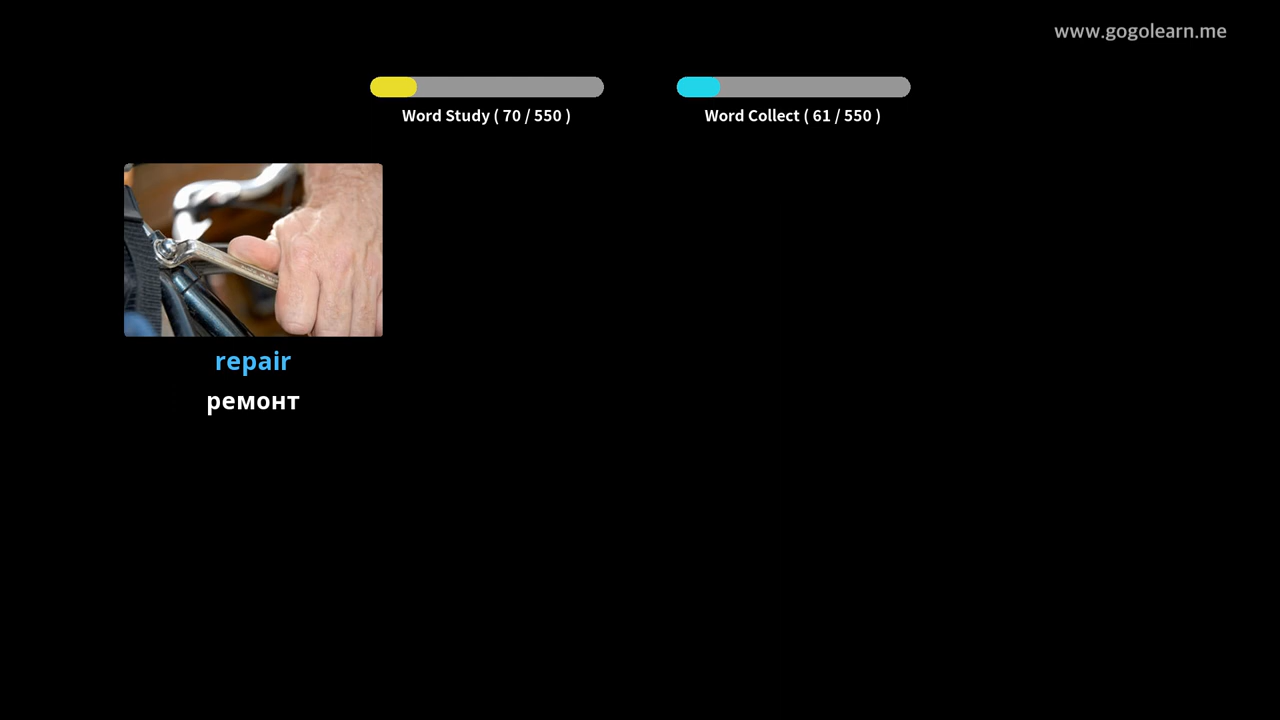 www.gogolearn.me
Word Study ( 70 / 550 )
Word Collect ( 61 / 550 )
repair
ремонт